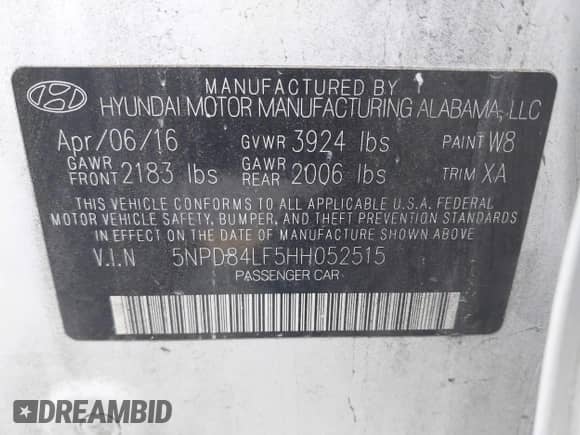 MANUFACTURED BY
HYUNDAI MOTOR MANUFACTURING ALABAMA, LLC
Apr/06/16 GVWR 3924 lbs PAINT W8
GAWR FRONT 2183 lbs GAWR REAR 2006 lbs TRIM XA
THIS VEHICLE CONFORMS TO ALL APPLICABLE U.S.A. FEDERAL
MOTOR VEHICLE SAFETY, BUMPER, AND THEFT PREVENTION STANDARDS
IN EFFECT ON THE DATE OF MANUFACTURE SHOWN ABOVE.
V.I.N 5NPD84LF5HH052515
PASSENGER CAR
DREAMBID